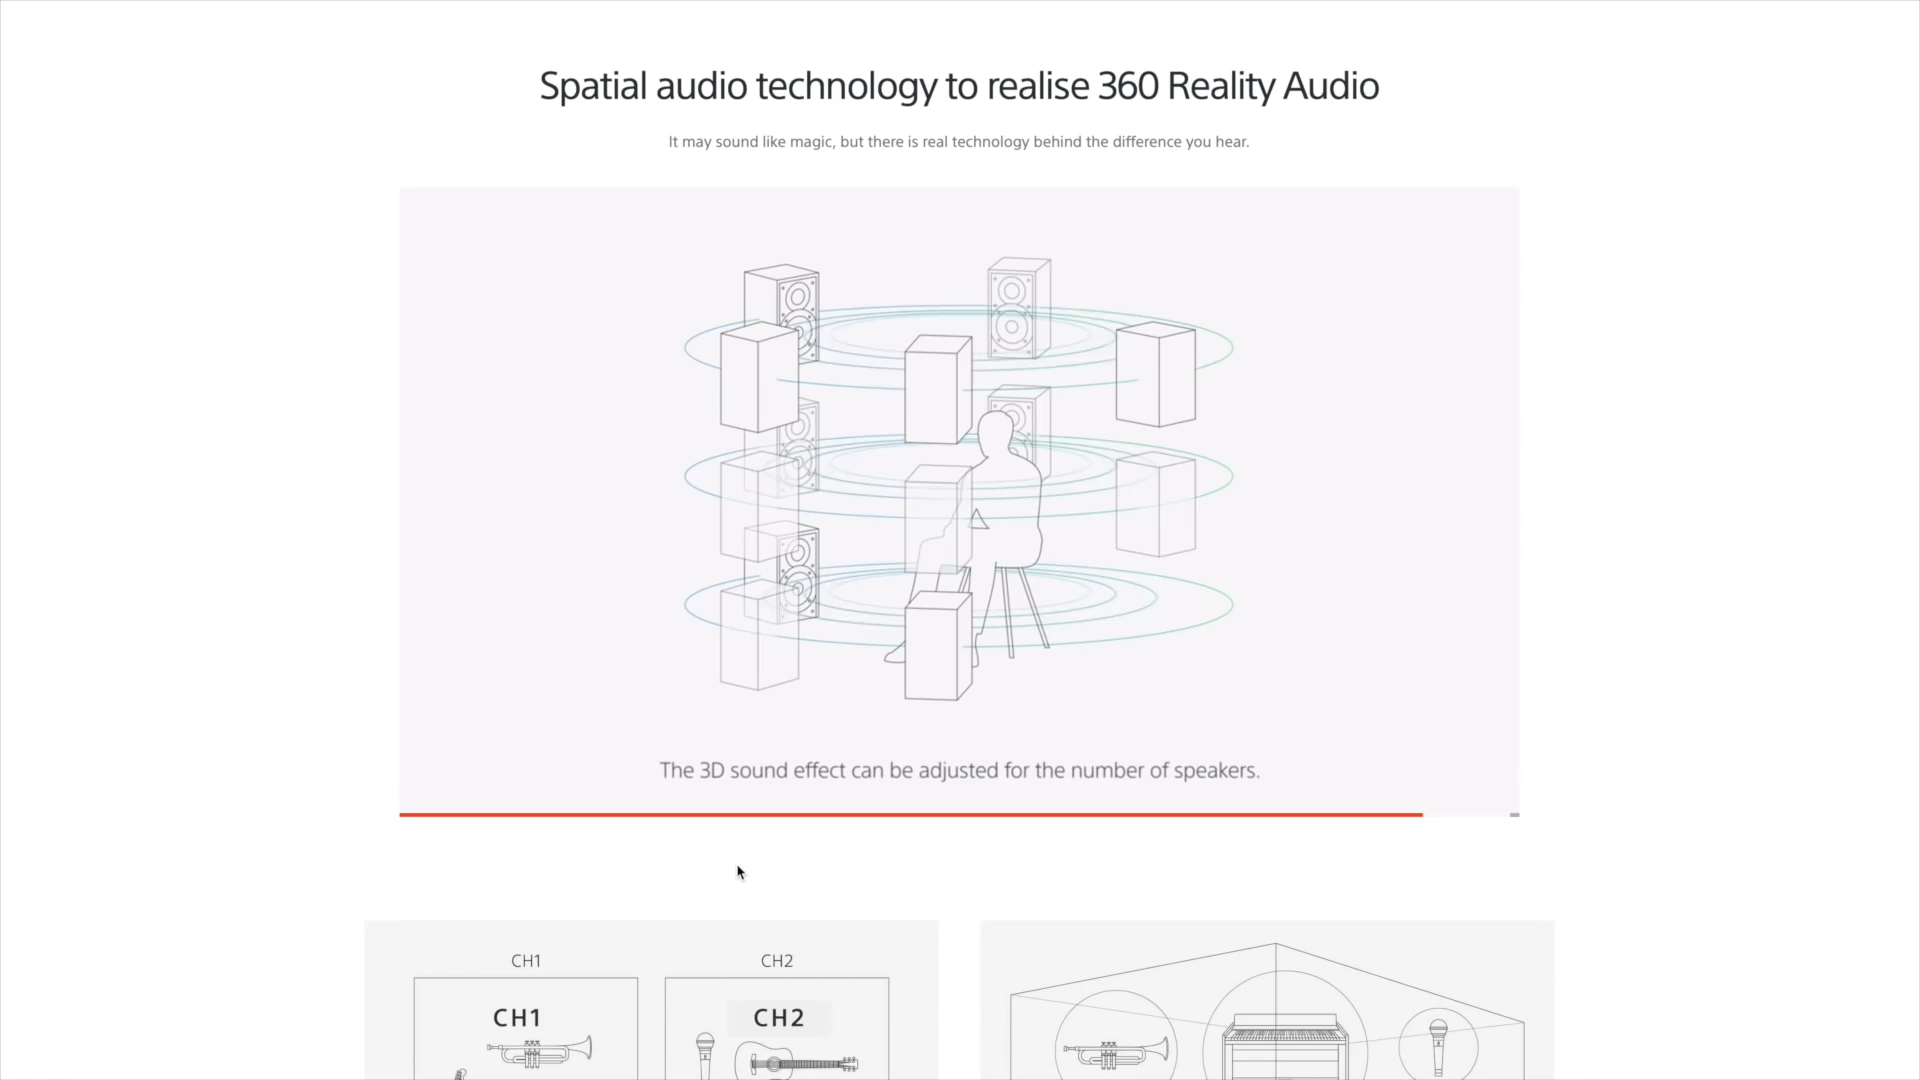 Spatial audio technology to realise 360 Reality Audio
It may sound like magic, but there is real technology behind the difference you hear.
The 3D sound effect can be adjusted for the number of speakers.
CH1
CH2
CH1
CH2